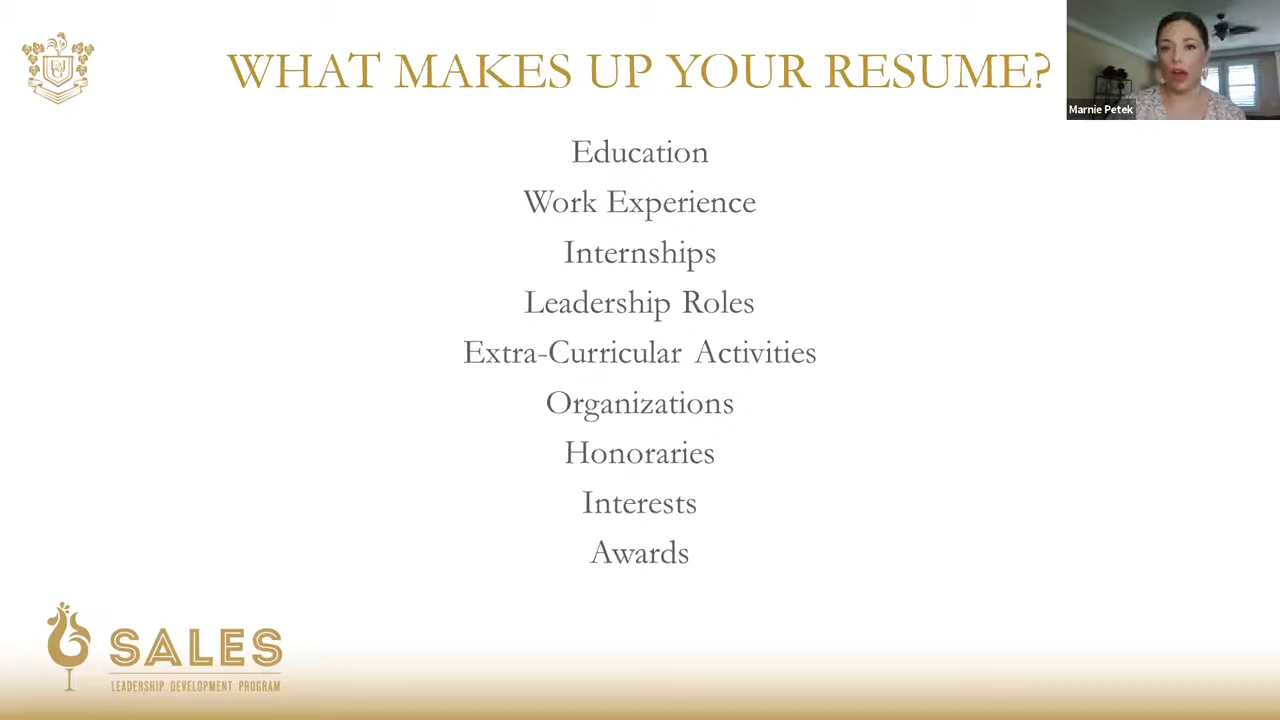 WHAT MAKES UP YOUR RESUME?
Marnie Petek
Education
Work Experience
Internships
Leadership Roles
Extra-Curricular Activities
Organizations
Honoraries
Interests
Awards
SALES
LEADERSHIP DEVELOPMENT PROGRAM